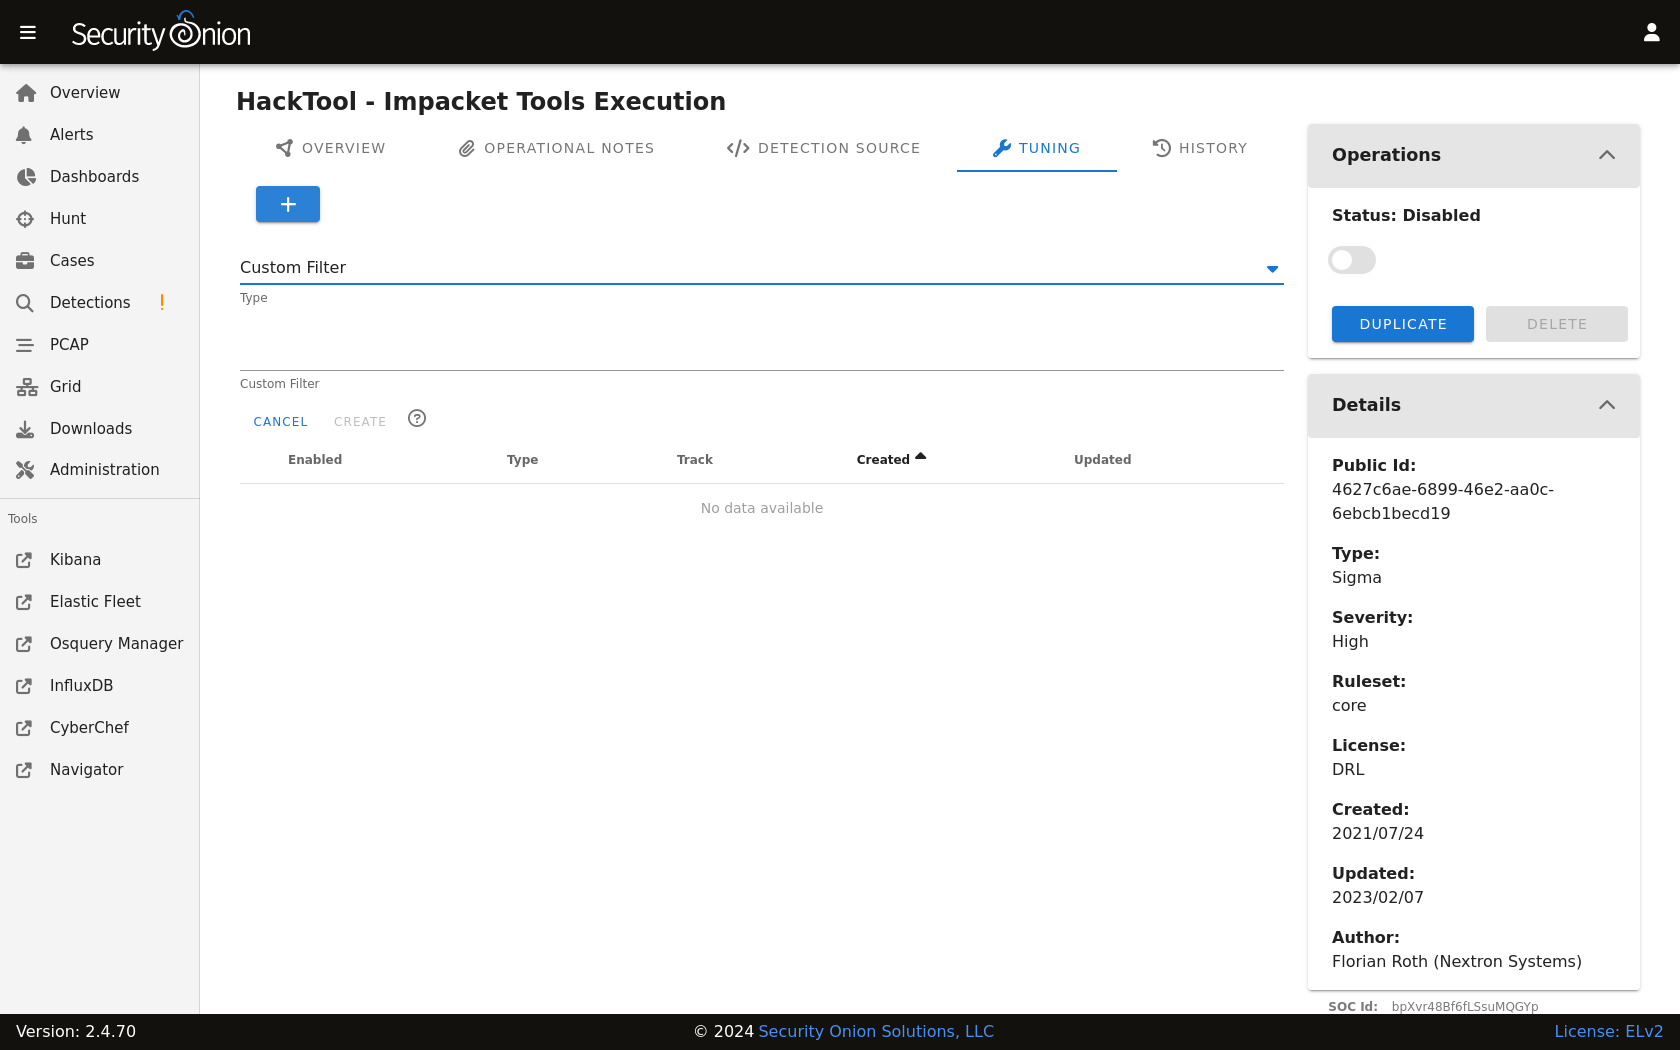 Security Onion
Overview
Alerts
Dashboards
Hunt
Cases
Detections !
PCAP
Grid
Downloads
Administration
Tools
Kibana
Elastic Fleet
Osquery Manager
InfluxDB
CyberChef
Navigator
HackTool - Impacket Tools Execution
OVERVIEW OPERATIONAL NOTES DETECTION SOURCE TUNING HISTORY
+
Custom Filter
Type
Custom Filter
CANCEL CREATE ?
Enabled Type Track Created Updated
No data available
Operations
Status: Disabled
DUPLICATE DELETE
Details
Public Id:
4627c6ae-6899-46e2-aa0c-
6ebcb1becd19
Type:
Sigma
Severity:
High
Ruleset:
core
License:
DRL
Created:
2021/07/24
Updated:
2023/02/07
Author:
Florian Roth (Nextron Systems)
SOC Id: bpXvr48Bf6fLSsuMQGYp
Version: 2.4.70 © 2024 Security Onion Solutions, LLC License: ELv2